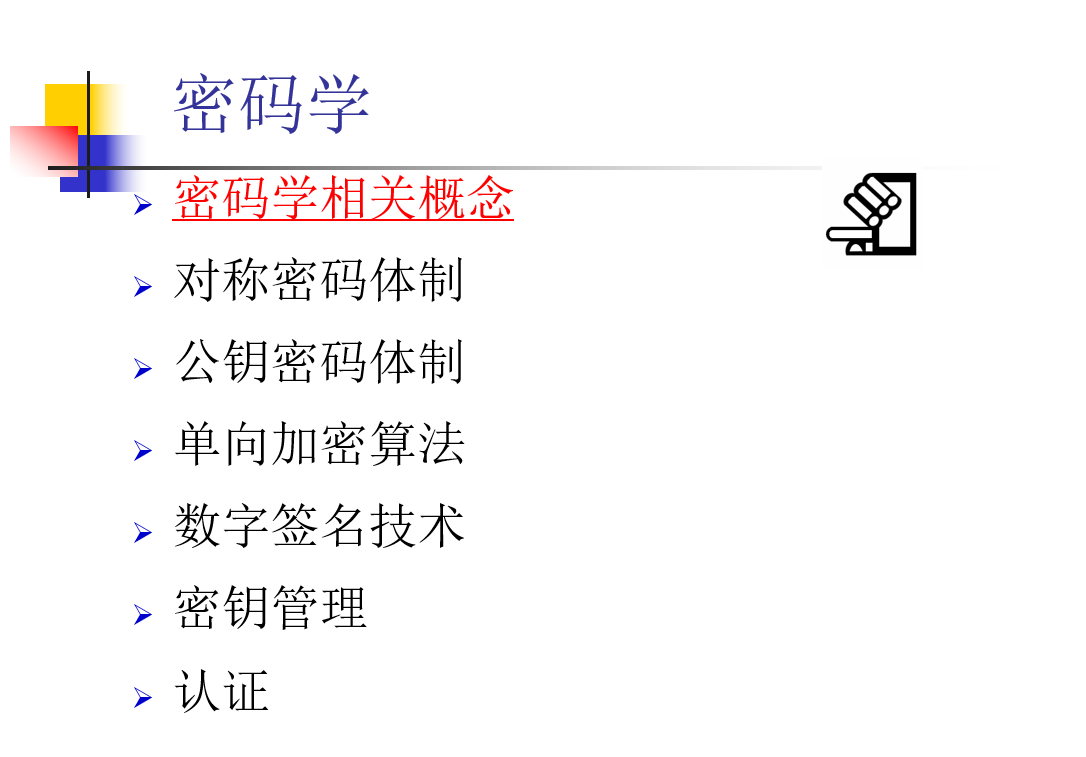 密码学
密码学相关概念
对称密码体制
公钥密码体制
单向加密算法
数字签名技术
密钥管理
认证